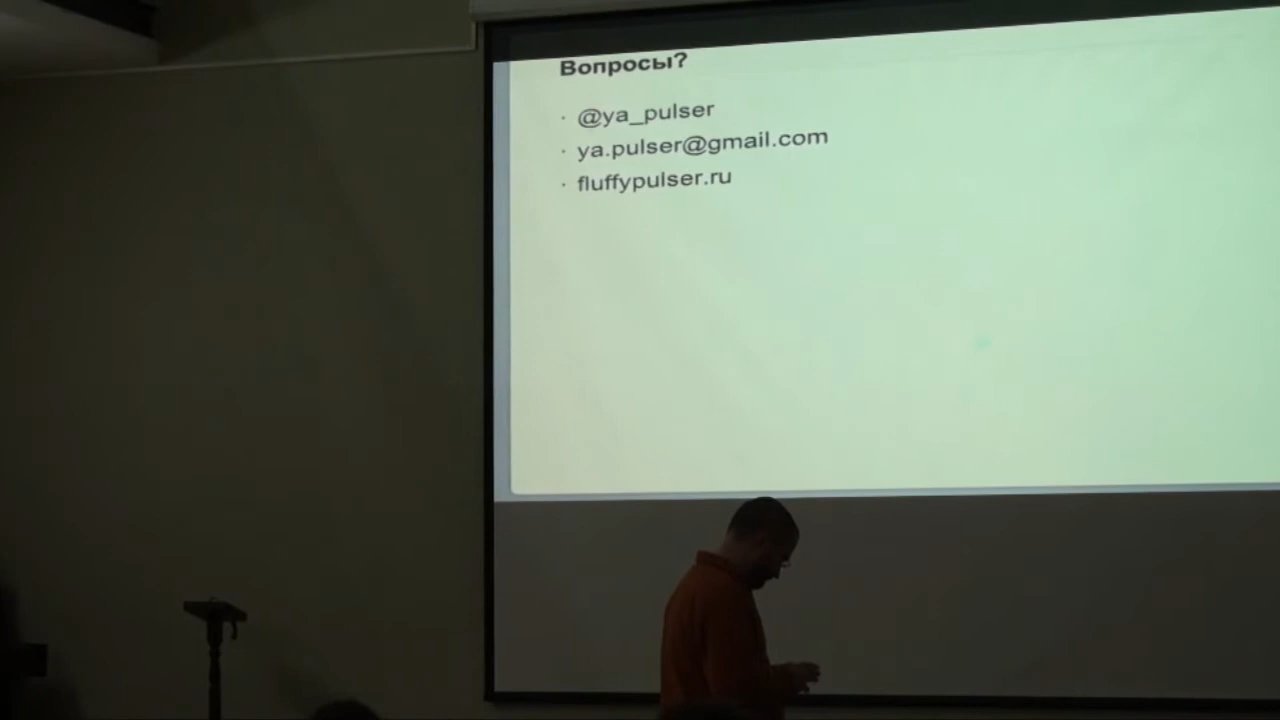 Вопросы?
· @ya_pulser
· ya.pulser@gmail.com
· fluffypulser.ru